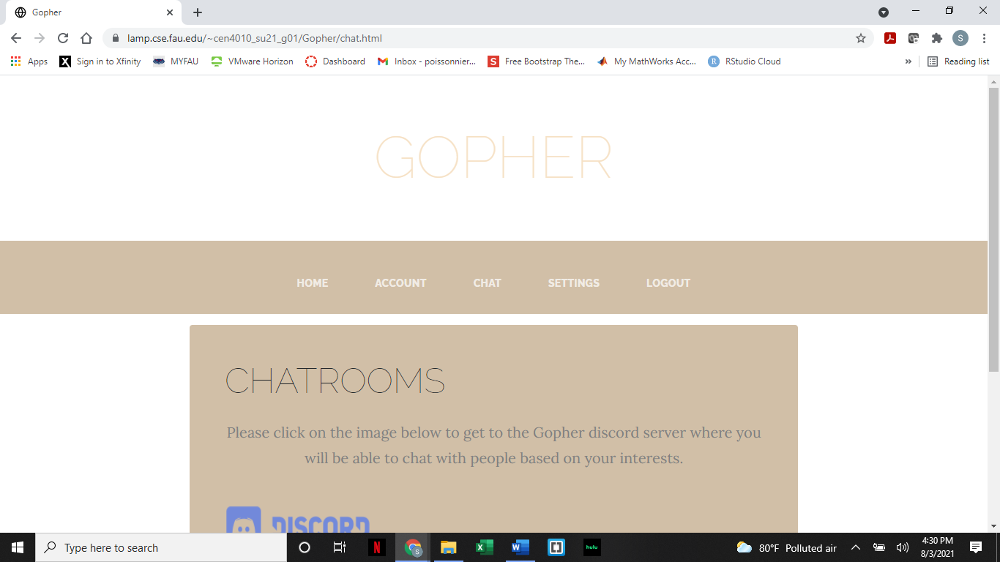 Gopher
lamp.cse.fau.edu/~cen4010_su21_g01/Gopher/chat.html
S
Apps
Sign in to Xfinity
MYFAU
VMware Horizon
Dashboard
Inbox - poissonnier...
S
Free Bootstrap The...
My MathWorks Acc...
R
RStudio Cloud
»
Reading list
GOPHER
HOME
ACCOUNT
CHAT
SETTINGS
LOGOUT
CHATROOMS
Please click on the image below to get to the Gopher discord server where you
will be able to chat with people based on your interests.
DISCORD
Type here to search
N
S
X
W
hulu
80°F Polluted air
4:30 PM
8/3/2021